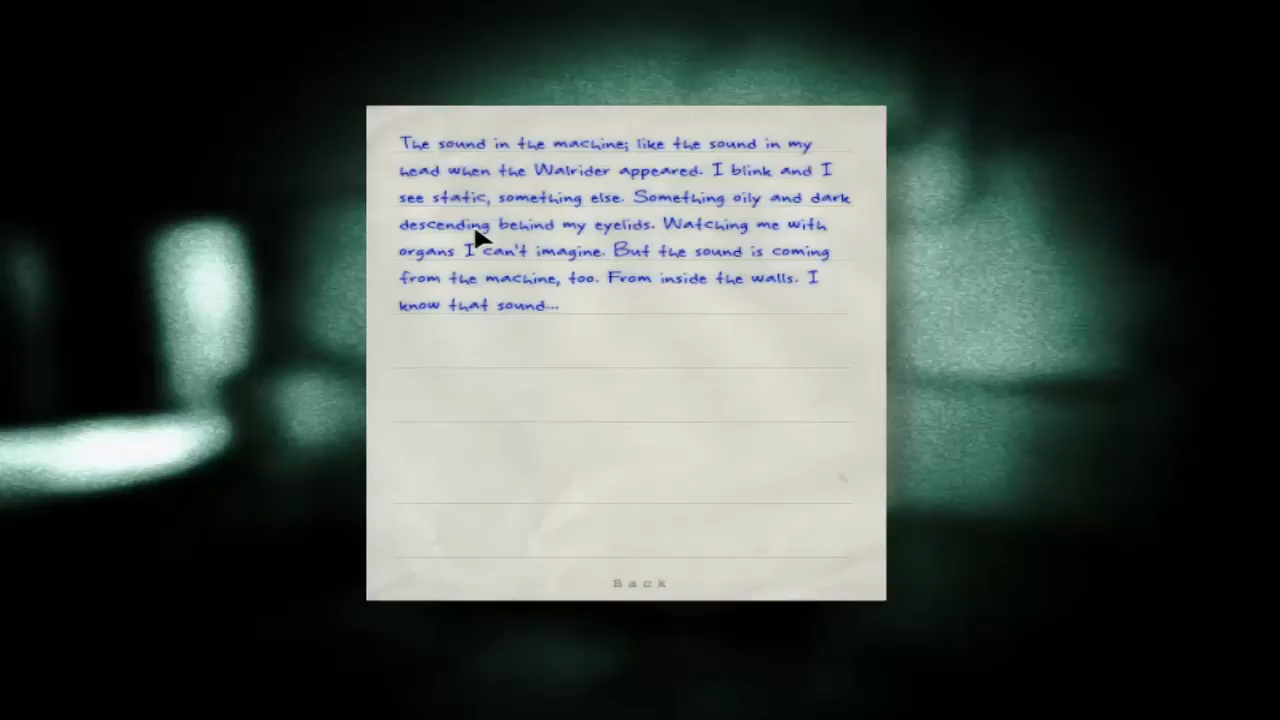 The sound in the machine; like the sound in my
head when the Walrider appeared. I blink and I
see static, something else. Something oily and dark
descending behind my eyelids. Watching me with
organs I can't imagine. But the sound is coming
from the machine, too. From inside the walls. I
know that sound...
Back